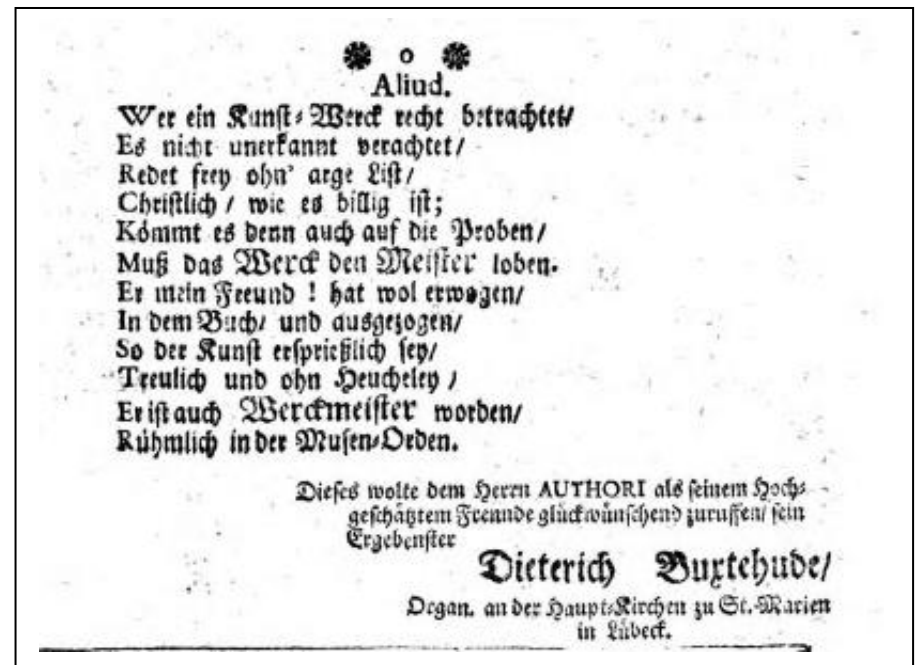 o
Aliud.
Wer ein Kunst-Werck recht betrachtet/
Es nicht unerkannt verachtet/
Redet frey ohn' arge List/
Christlich / wie es billig ist;
Kömmt es denn auch auf die Proben/
Muß das Werck den Meister loben.
Er mein Freund ! hat wol erwogen/
In dem Buch/ und ausgezogen/
So der Kunst ersprießlich sey/
Treulich und ohn Heucheley /
Er ist auch Werckmeister worden/
Rühmlich in der Musen-Orden.
Dieses wolte dem Herrn AUTHORI als seinem Hoch-
geschätztem Freunde glückwünschend zuruffen/ sein
Ergebenster
Dieterich Buxtehude/
Organ. an der Haupt-Kirchen zu St.-Marien
in Lübeck.